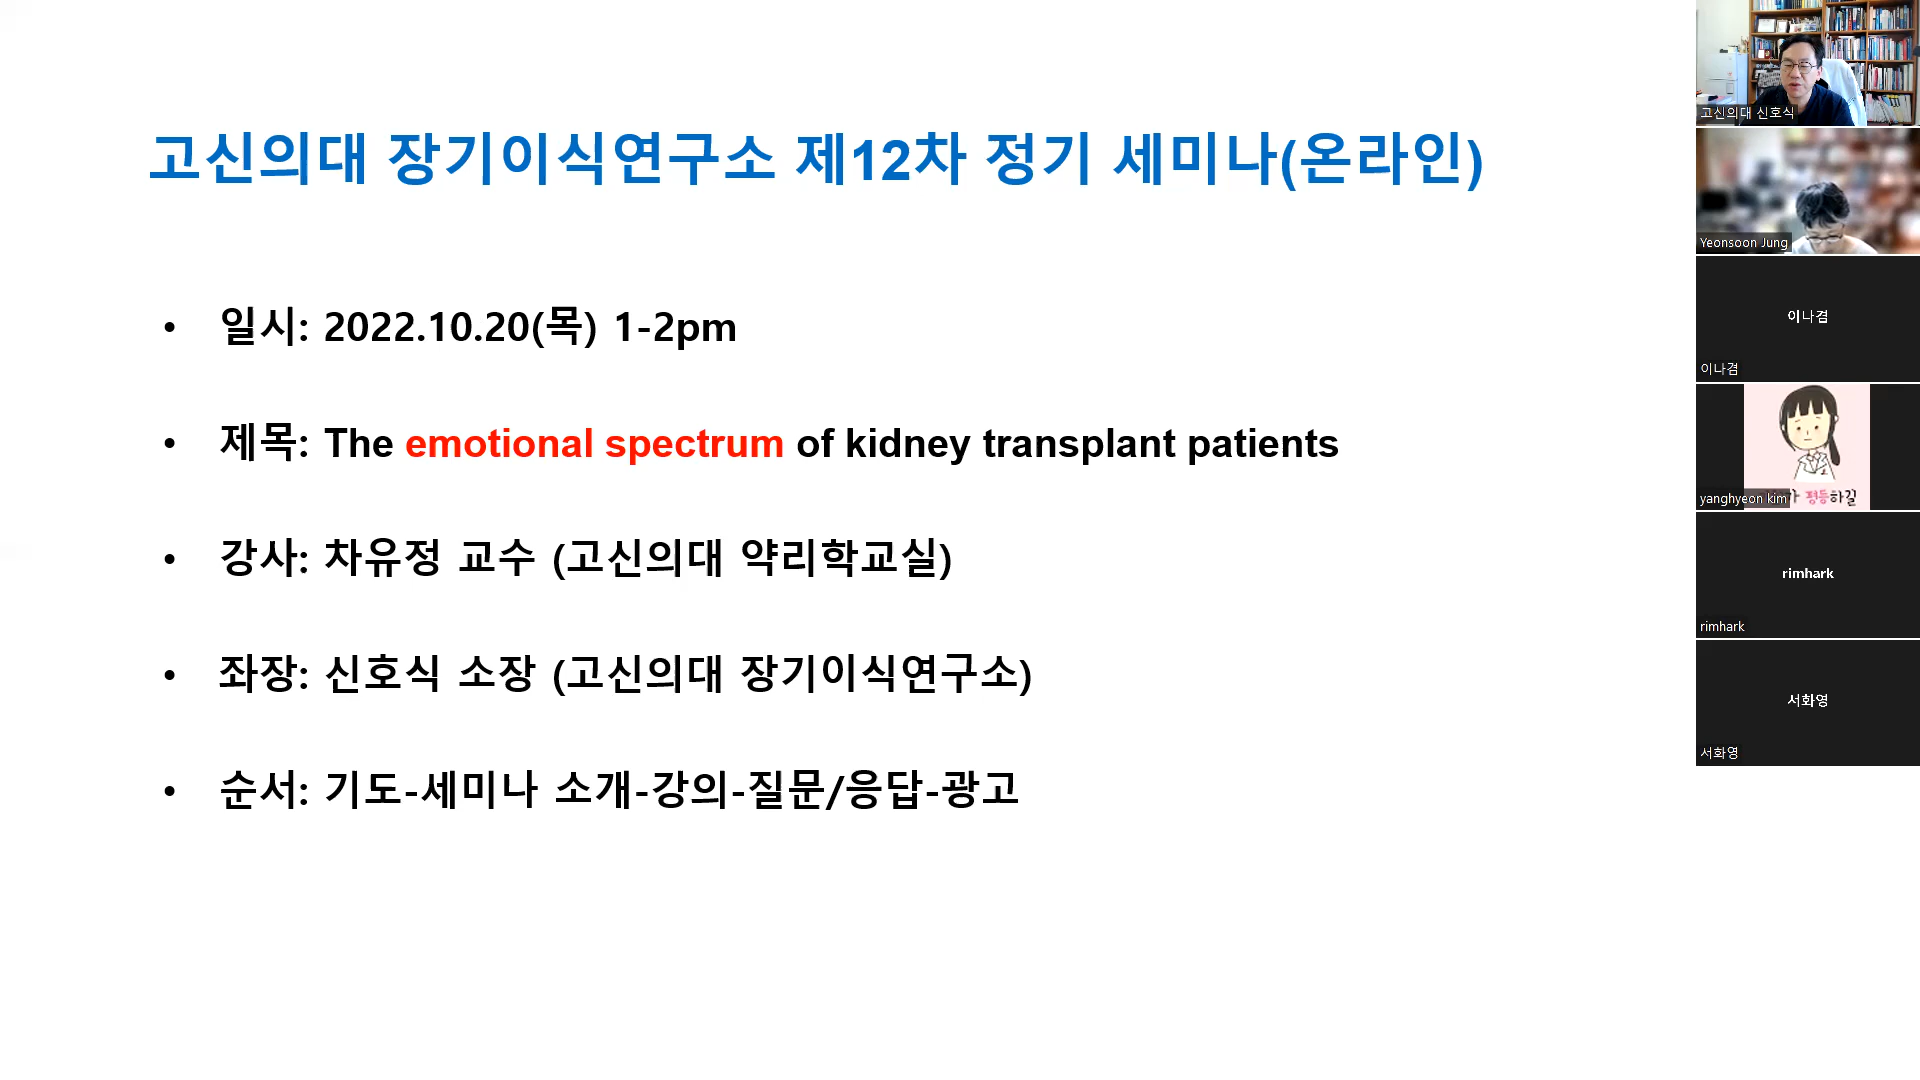 고신의대 장기이식연구소 제12차 정기 세미나(온라인)
• 일시: 2022.10.20(목) 1-2pm
• 제목: The emotional spectrum of kidney transplant patients
• 강사: 차유정 교수 (고신의대 약리학교실)
• 좌장: 신호식 소장 (고신의대 장기이식연구소)
• 순서: 기도-세미나 소개-강의-질문/응답-광고
고신의대 신호식
Yeonsoon Jung
이나겸
이나겸
yanghyeon kim
평등하길
rimhark
rimhark
서화영
서화영